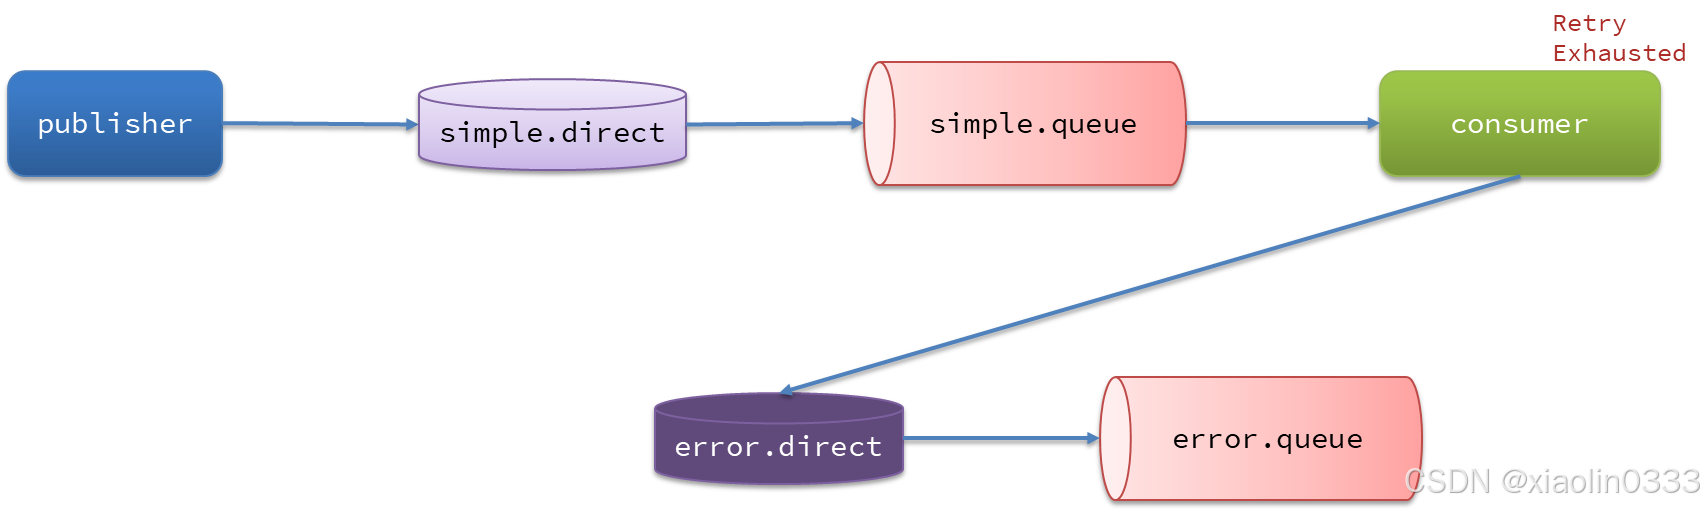 Retry
Exhausted
publisher
simple.direct
simple.queue
consumer
error.direct
error.queue
CSDN @xiaolin0333